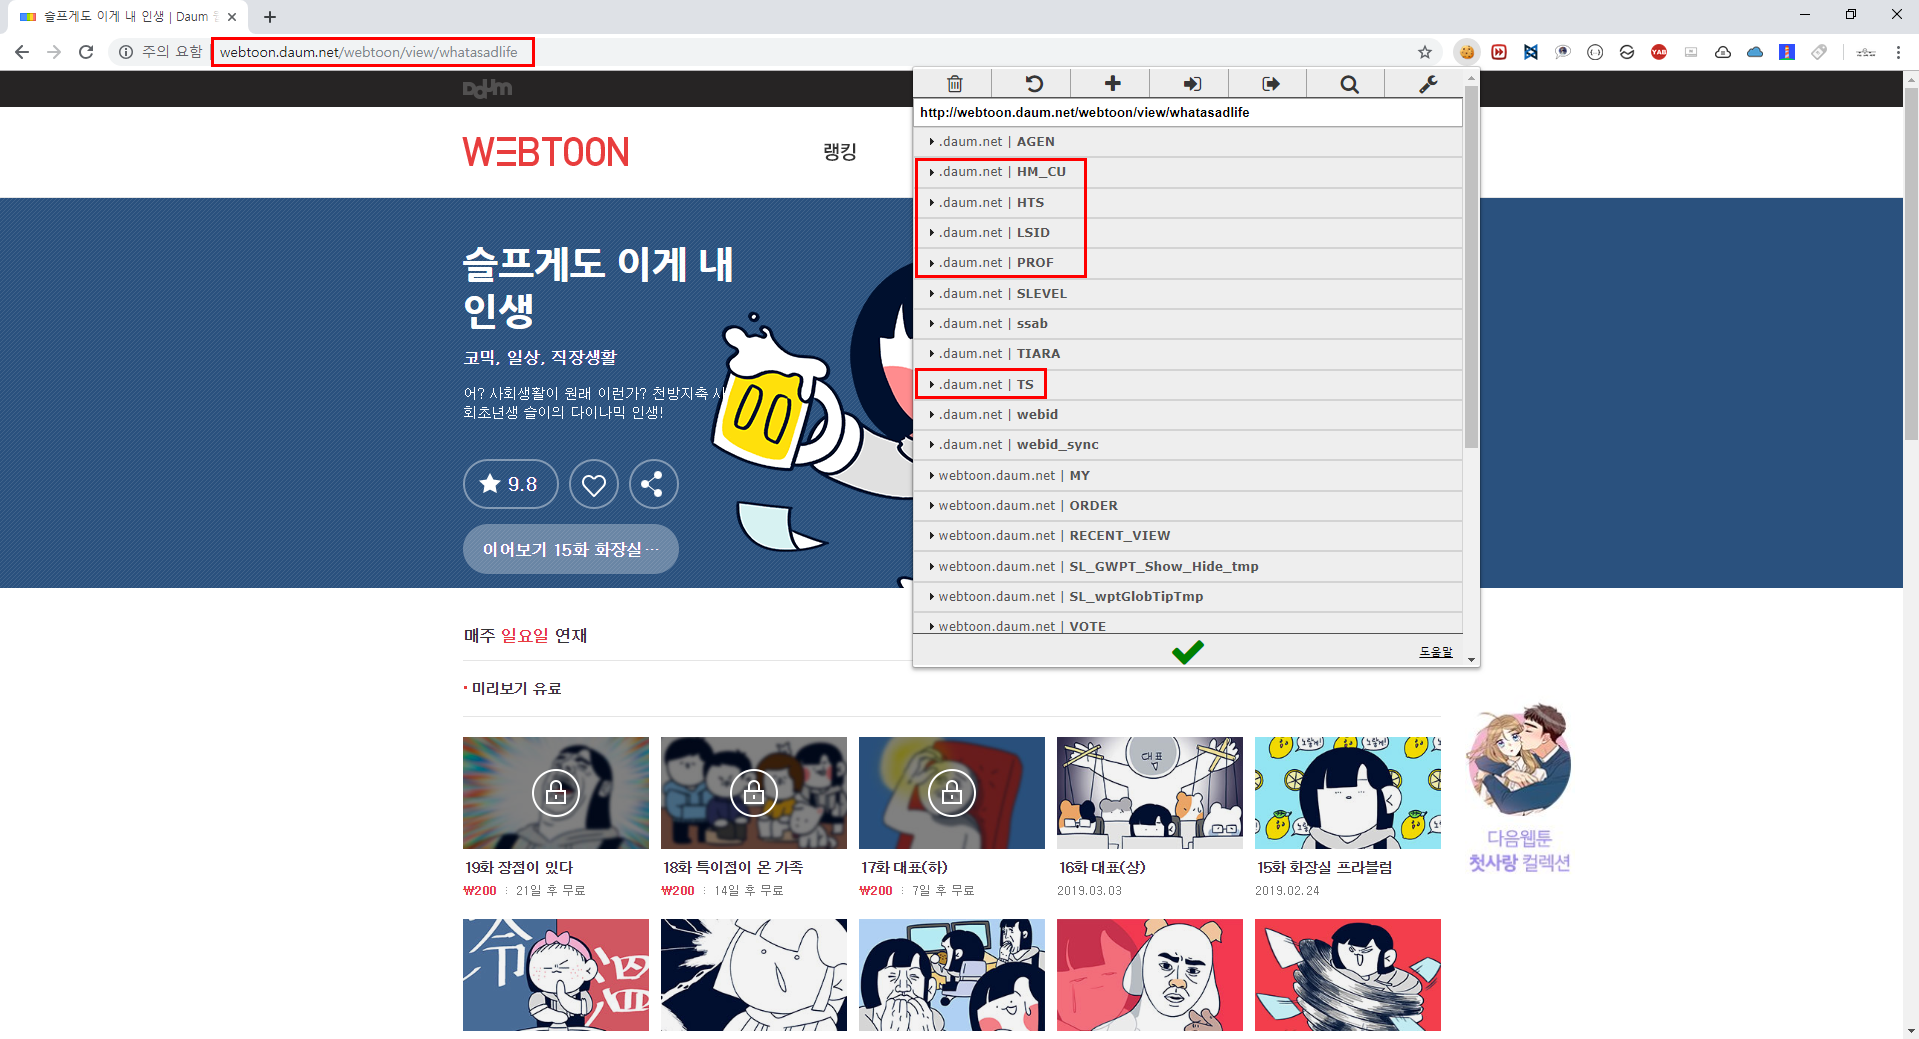 슬프게도 이게 내 인생 | Daum
주의 요함
webtoon.daum.net/webtoon/view/whatasadlife
YAB
Daum
WEBTOON
랭킹
슬프게도 이게 내
인생
코믹, 일상, 직장생활
어? 사회생활이 원래 이런가? 천방지축 사
회초년생 슬이의 다이나믹 인생!
9.8
이어보기 15화 화장실 ···
http://webtoon.daum.net/webtoon/view/whatasadlife
.daum.net | AGEN
.daum.net | HM_CU
.daum.net | HTS
.daum.net | LSID
.daum.net | PROF
.daum.net | SLEVEL
.daum.net | ssab
.daum.net | TIARA
.daum.net | TS
.daum.net | webid
.daum.net | webid_sync
webtoon.daum.net | MY
webtoon.daum.net | ORDER
webtoon.daum.net | RECENT_VIEW
webtoon.daum.net | SL_GWPT_Show_Hide_tmp
webtoon.daum.net | SL_wptGlobTipTmp
webtoon.daum.net | VOTE
도움말
매주 일요일 연재
미리보기 유료
대표
19화 장점이 있다
₩200 : 21일 후 무료
18화 특이점이 온 가족
₩200 : 14일 후 무료
17화 대표(하)
₩200 : 7일 후 무료
16화 대표(상)
2019.03.03
15화 화장실 프라블럼
2019.02.24
다음웹툰
첫사랑 컬렉션